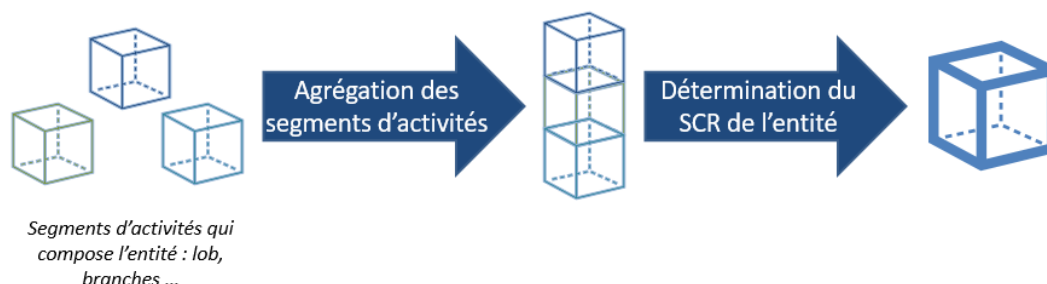 Agrégation des
segments d'activités
Détermination du
SCR de l'entité
Segments d'activités qui
compose l'entité : lob,
branches ...